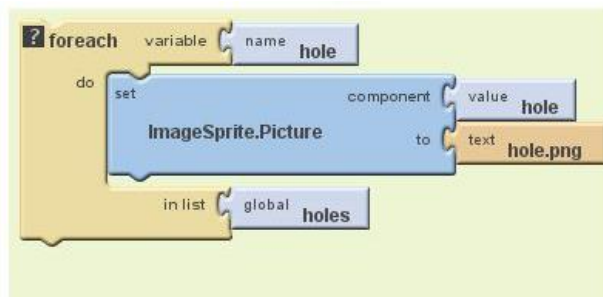 ? foreach variable name hole
do set component value hole
ImageSprite.Picture to text hole.png
in list global holes